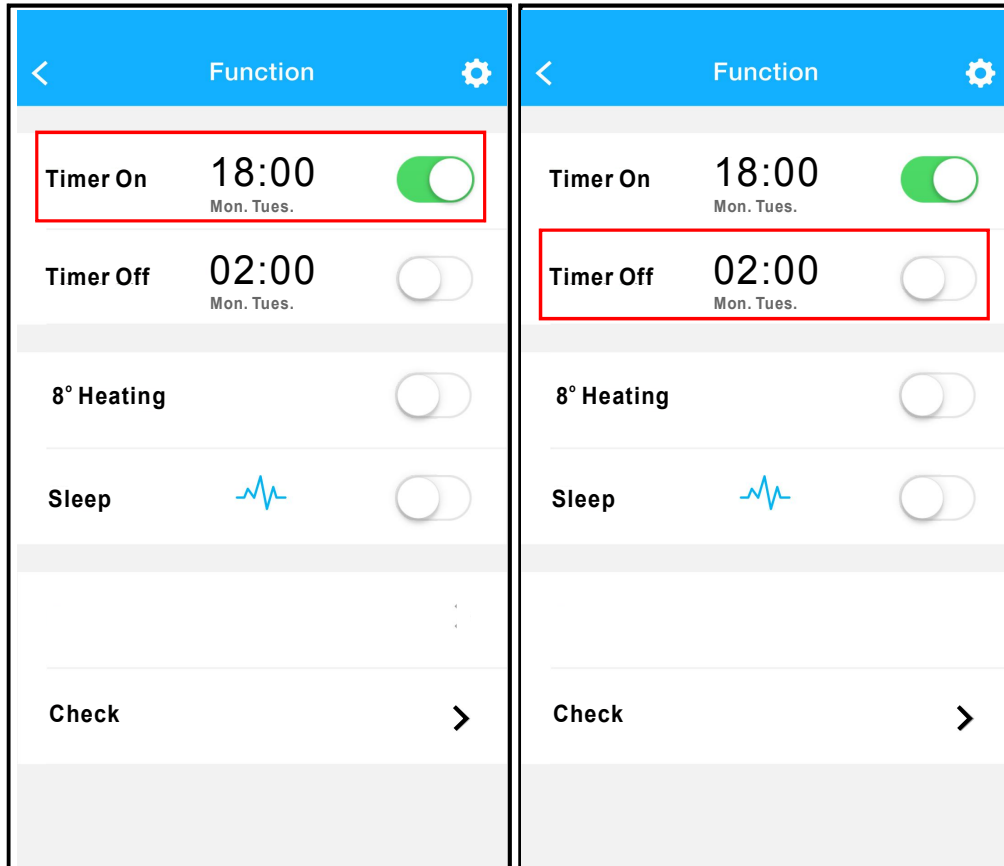 Function
Timer On
18:00
Mon. Tues.
Timer Off
02:00
Mon. Tues.
8° Heating
Sleep
Check
Function
Timer On
18:00
Mon. Tues.
Timer Off
02:00
Mon. Tues.
8° Heating
Sleep
Check